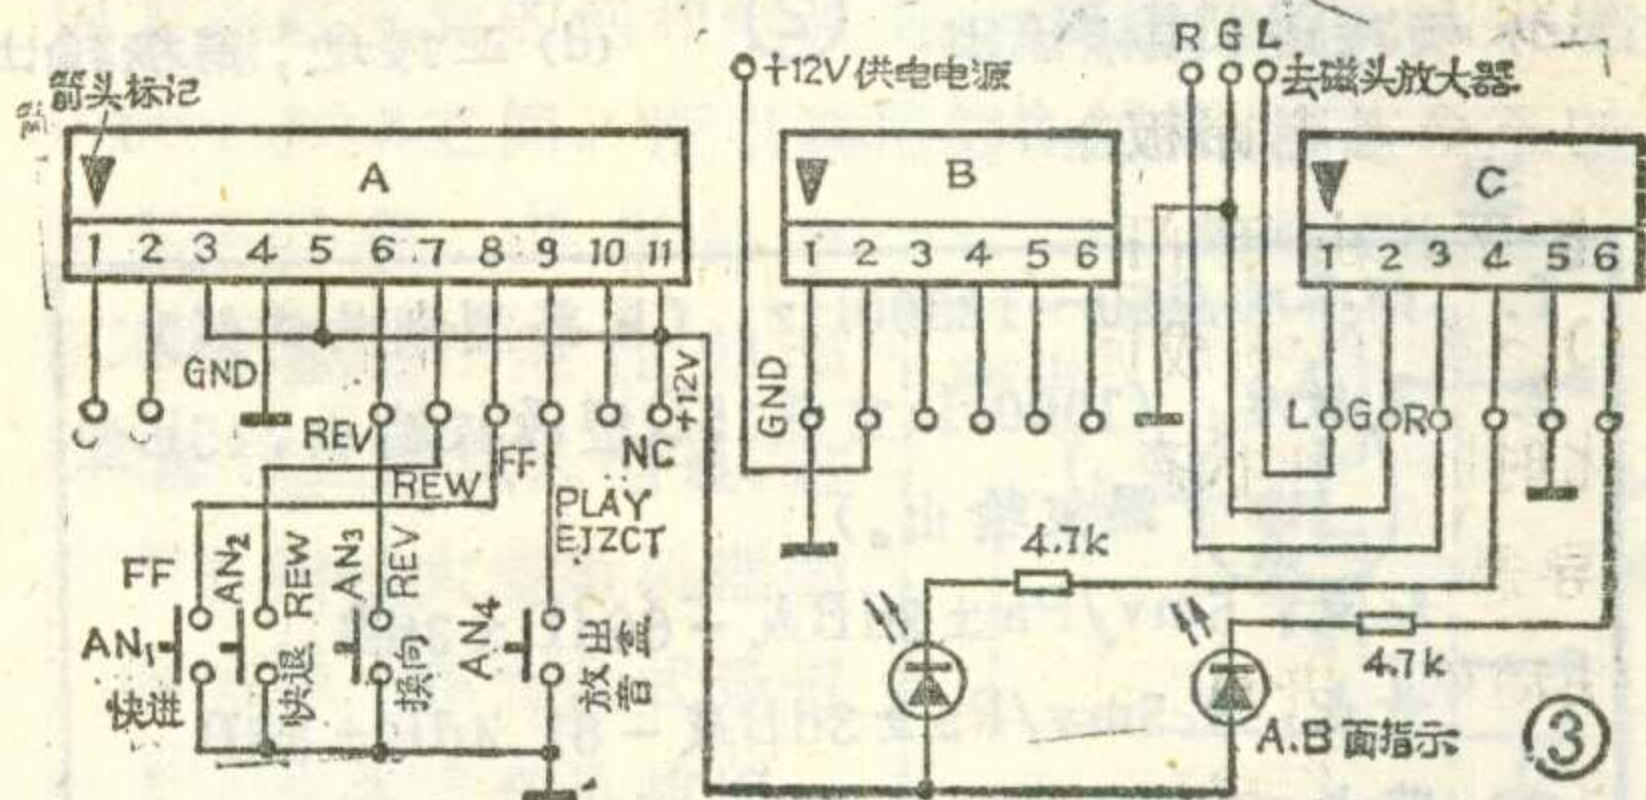 R G L
+12V供电电源
去磁头放大器
箭头标记
A
B
C
1 2 3 4 5 6 7 8 9 10 11
1 2 3 4 5 6
1 2 3 4 5 6
GND
REV
REW
FF
PLAY
EJZCT
NC
+12V
GND
L G R
4.7k
4.7k
FF
AN1
快进
AN2
REW
快退
AN3
REV
换向
AN4
放音
出盒
A.B面指示
③